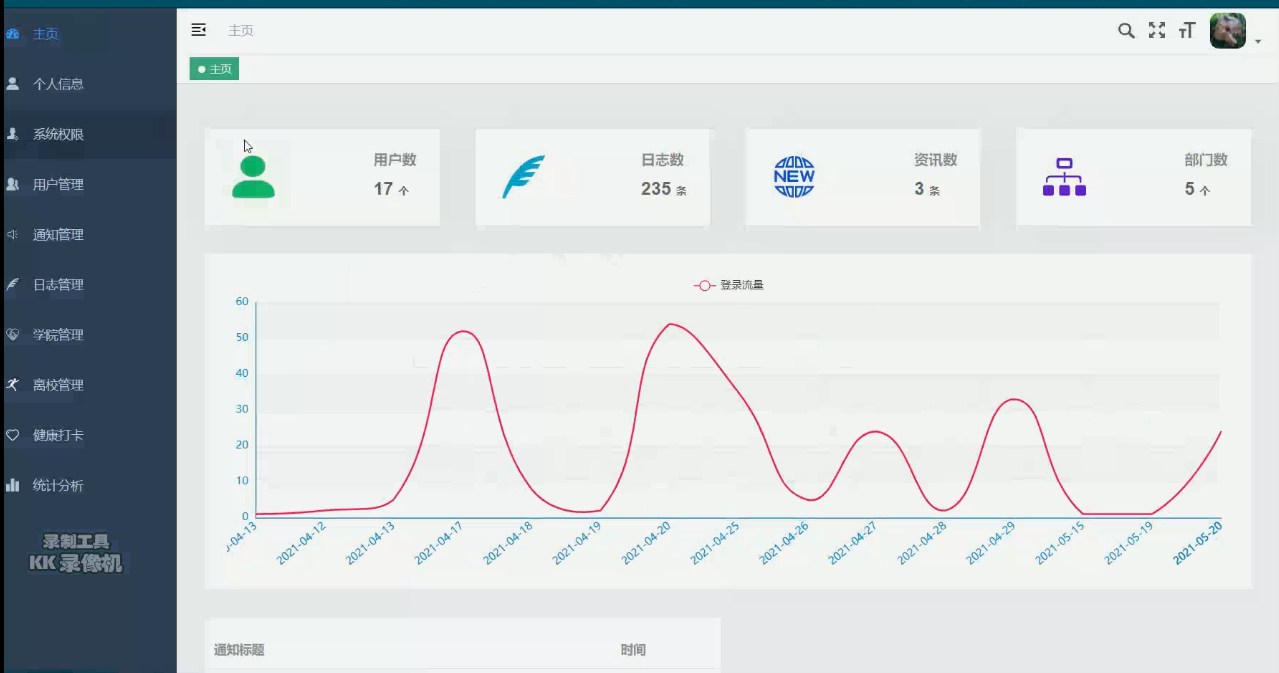 主页
个人信息
系统权限
用户管理
通知管理
日志管理
学院管理
离校管理
健康打卡
统计分析
录制工具
KK 录像机
主页
主页
用户数
17 个
日志数
235 条
NEW
资讯数
3 条
部门数
5 个
登录流量
60
50
40
30
20
10
0
-04-13
2021-04-12
2021-04-13
2021-04-17
2021-04-18
2021-04-19
2021-04-20
2021-04-25
2021-04-26
2021-04-27
2021-04-28
2021-04-29
2021-05-15
2021-05-19
2021-05-20
通知标题 时间